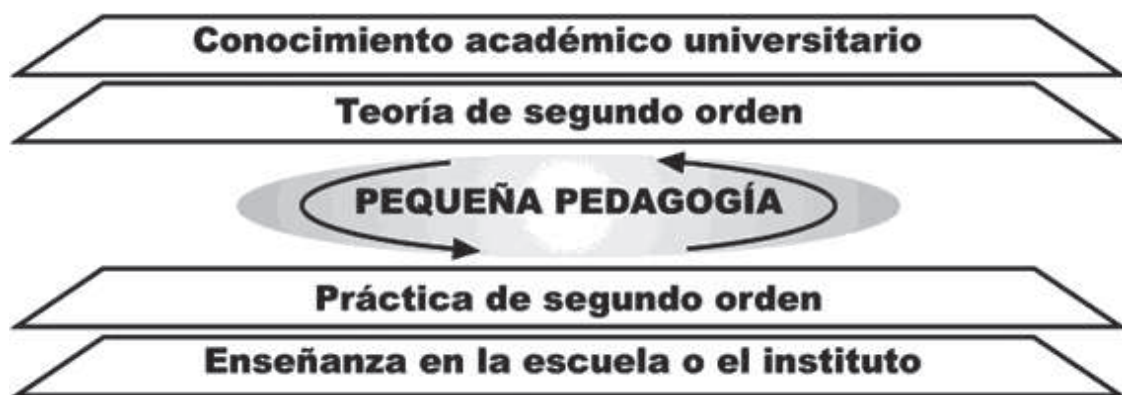 Conocimiento académico universitario
Teoría de segundo orden
PEQUEÑA PEDAGOGÍA
Práctica de segundo orden
Enseñanza en la escuela o el instituto